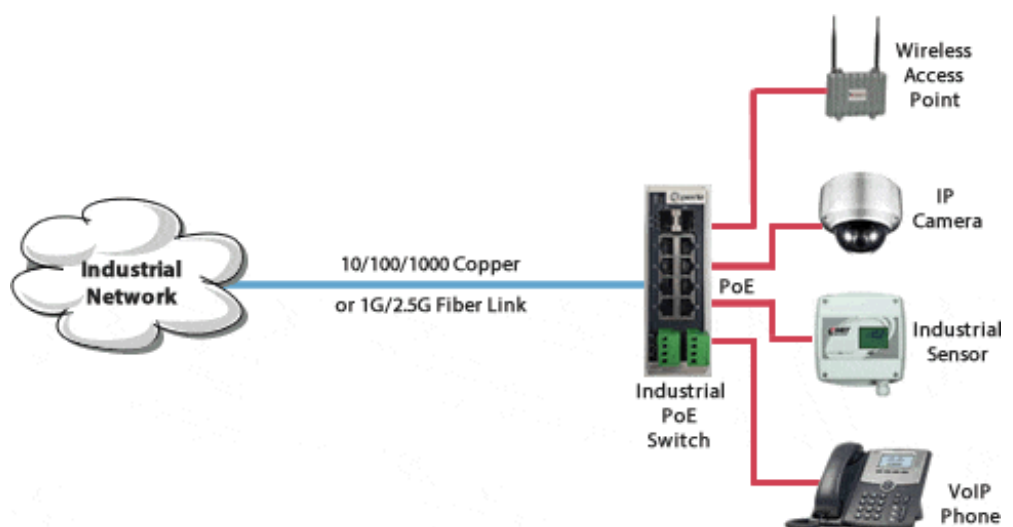 Wireless
Access
Point
IP
Camera
Industrial
Network
10/100/1000 Copper
or 1G/2.5G Fiber Link
PoE
Industrial
Sensor
Industrial
PoE
Switch
VoIP
Phone